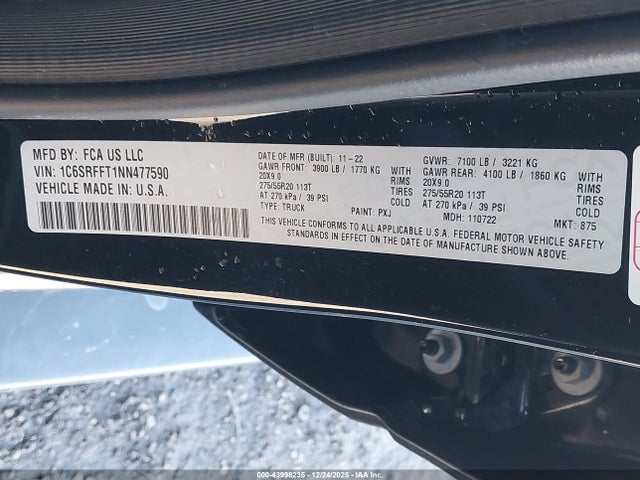 MFD BY: FCA US LLC
VIN: 1C6SRFFT1NN477590
VEHICLE MADE IN U.S.A.
DATE OF MFR (BUILT): 11-22 GVWR: 7100 LB / 3221 KG
GAWR FRONT: 3900 LB / 1770 KG WITH GAWR REAR: 4100 LB / 1860 KG WITH
20X9.0 RIMS 20X9.0 RIMS
275/55R20 113T TIRES 275/55R20 113T TIRES
AT 270 kPa / 39 PSI COLD AT 270 kPa / 39 PSI COLD
TYPE: TRUCK PAINT: PXJ MDH: 110722 MKT: 875
THIS VEHICLE CONFORMS TO ALL APPLICABLE U.S.A. FEDERAL MOTOR VEHICLE SAFETY
STANDARDS IN EFFECT ON THE DATE OF MANUFACTURE SHOWN ABOVE.
000-43998235 - 12/24/2025 - IAAI.COM